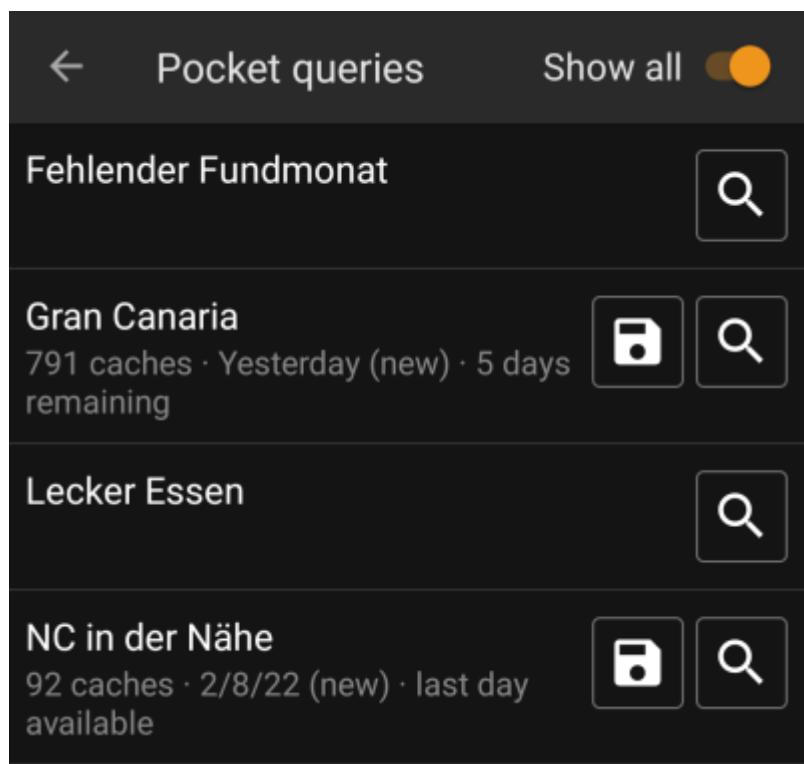 Pocket queries Show all
Fehlender Fundmonat
Gran Canaria
791 caches · Yesterday (new) · 5 days
remaining
Lecker Essen
NC in der Nähe
92 caches · 2/8/22 (new) · last day
available